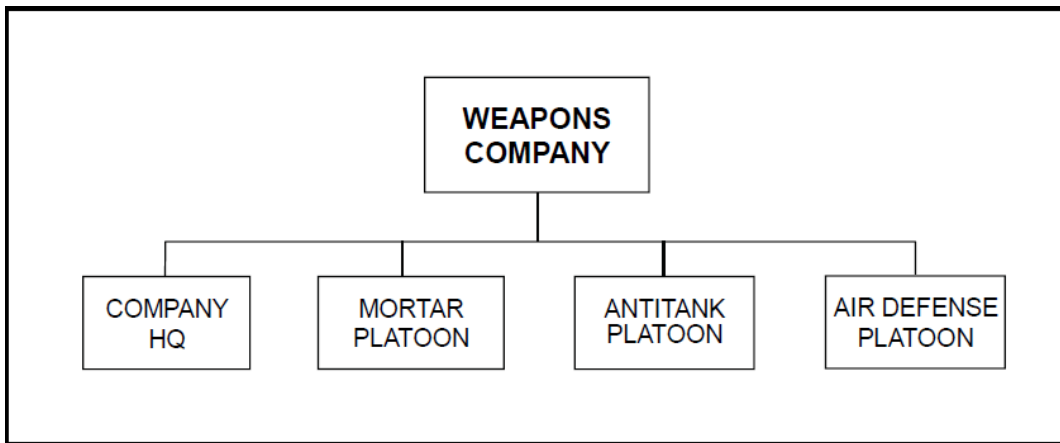 WEAPONS
COMPANY
COMPANY
HQ
MORTAR
PLATOON
ANTITANK
PLATOON
AIR DEFENSE
PLATOON